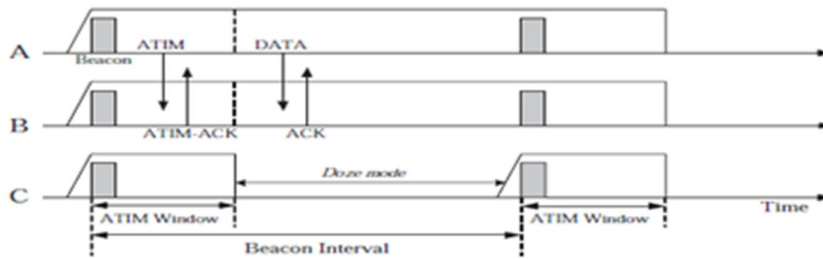 A ATIM DATA
Beacon
B
ATIM-ACK ACK
Doze mode
C
Time
ATIM Window ATIM Window
Beacon Interval